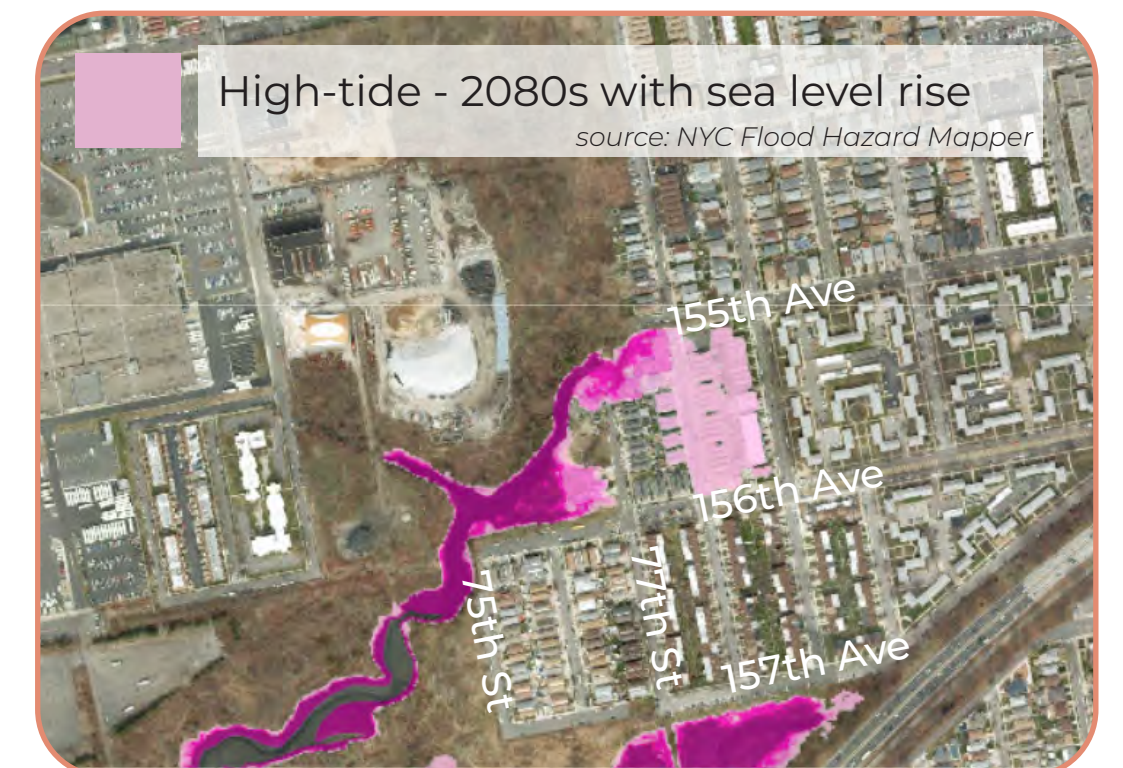 High-tide - 2080s with sea level rise
source: NYC Flood Hazard Mapper
155th Ave
156th Ave
75th St
77th St
157th Ave